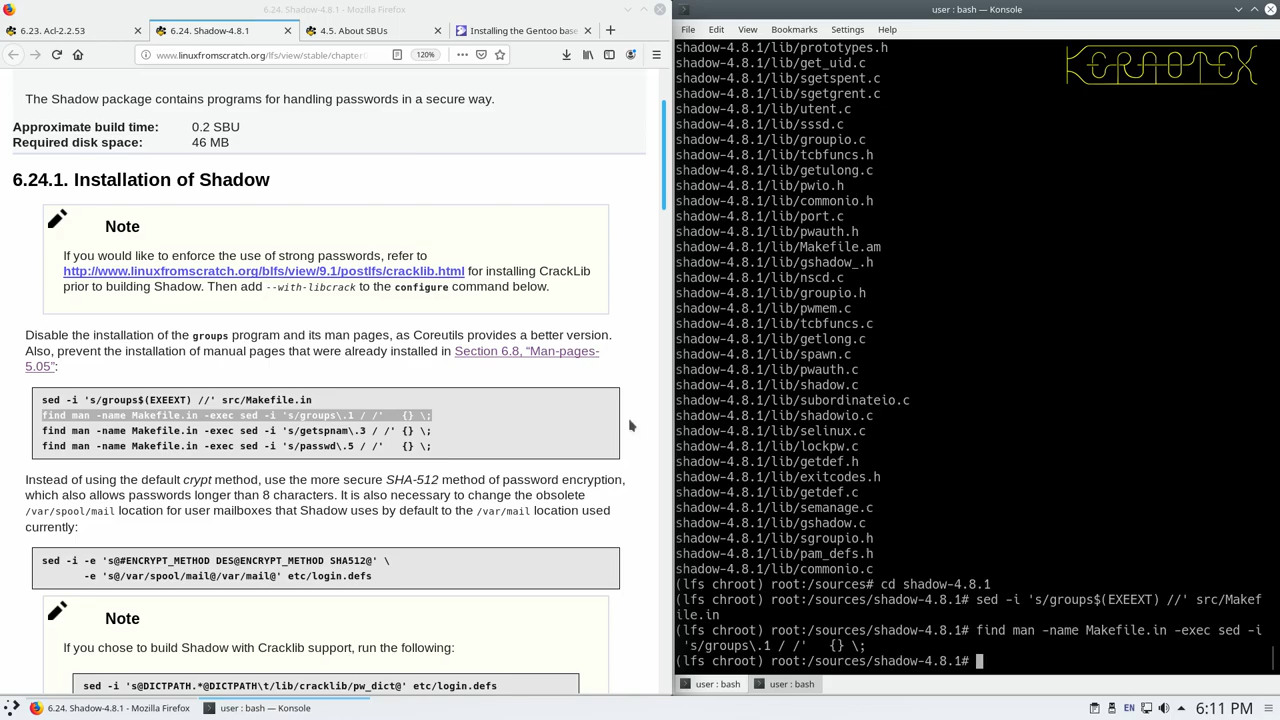 6.24. Shadow-4.8.1 - Mozilla Firefox
6.23. Acl-2.2.53
6.24. Shadow-4.8.1
4.5. About SBUs
Installing the Gentoo base
www.linuxfromscratch.org/lfs/view/stable/chapter
120%
The Shadow package contains programs for handling passwords in a secure way.
Approximate build time: 0.2 SBU
Required disk space: 46 MB
6.24.1. Installation of Shadow
Note
If you would like to enforce the use of strong passwords, refer to
http://www.linuxfromscratch.org/blfs/view/9.1/postlfs/cracklib.html for installing CrackLib
prior to building Shadow. Then add --with-libcrack to the configure command below.
Disable the installation of the groups program and its man pages, as Coreutils provides a better version.
Also, prevent the installation of manual pages that were already installed in Section 6.8, “Man-pages-
5.05”:
sed -i 's/groups$(EXEEXT) //' src/Makefile.in
find man -name Makefile.in -exec sed -i 's/groups\.1 / /'   {} \;
find man -name Makefile.in -exec sed -i 's/getspnam\.3 / /' {} \;
find man -name Makefile.in -exec sed -i 's/passwd\.5 / /'   {} \;
Instead of using the default crypt method, use the more secure SHA-512 method of password encryption,
which also allows passwords longer than 8 characters. It is also necessary to change the obsolete
/var/spool/mail location for user mailboxes that Shadow uses by default to the /var/mail location used
currently:
sed -i -e 's@#ENCRYPT_METHOD DES@ENCRYPT_METHOD SHA512@' \
-e 's@/var/spool/mail@/var/mail@' etc/login.defs
Note
If you chose to build Shadow with Cracklib support, run the following:
sed -i 's@DICTPATH.*@DICTPATH\t/lib/cracklib/pw_dict@' etc/login.defs
user : bash — Konsole
File Edit View Bookmarks Settings Help
KERAOTEX
shadow-4.8.1/lib/prototypes.h
shadow-4.8.1/lib/get_uid.c
shadow-4.8.1/lib/sgetspent.c
shadow-4.8.1/lib/sgetgrent.c
shadow-4.8.1/lib/utent.c
shadow-4.8.1/lib/sssd.c
shadow-4.8.1/lib/groupio.c
shadow-4.8.1/lib/tcbfuncs.h
shadow-4.8.1/lib/getulong.c
shadow-4.8.1/lib/pwio.h
shadow-4.8.1/lib/commonio.h
shadow-4.8.1/lib/port.c
shadow-4.8.1/lib/pwauth.h
shadow-4.8.1/lib/Makefile.am
shadow-4.8.1/lib/gshadow_.h
shadow-4.8.1/lib/nscd.c
shadow-4.8.1/lib/groupio.h
shadow-4.8.1/lib/pwmem.c
shadow-4.8.1/lib/tcbfuncs.c
shadow-4.8.1/lib/getlong.c
shadow-4.8.1/lib/spawn.c
shadow-4.8.1/lib/pwauth.c
shadow-4.8.1/lib/shadow.c
shadow-4.8.1/lib/subordinateio.c
shadow-4.8.1/lib/shadowio.c
shadow-4.8.1/lib/selinux.c
shadow-4.8.1/lib/lockpw.c
shadow-4.8.1/lib/getdef.h
shadow-4.8.1/lib/exitcodes.h
shadow-4.8.1/lib/getdef.c
shadow-4.8.1/lib/semanage.c
shadow-4.8.1/lib/gshadow.c
shadow-4.8.1/lib/sgroupio.h
shadow-4.8.1/lib/pam_defs.h
shadow-4.8.1/lib/commonio.c
(lfs chroot) root:/sources# cd shadow-4.8.1
(lfs chroot) root:/sources/shadow-4.8.1# sed -i 's/groups$(EXEEXT) //' src/Makef
ile.in
(lfs chroot) root:/sources/shadow-4.8.1# find man -name Makefile.in -exec sed -i
's/groups\.1 / /'   {} \;
(lfs chroot) root:/sources/shadow-4.8.1#
user : bash
user : bash
6.24. Shadow-4.8.1 - Mozilla Firefox
user : bash — Konsole
EN
6:11 PM